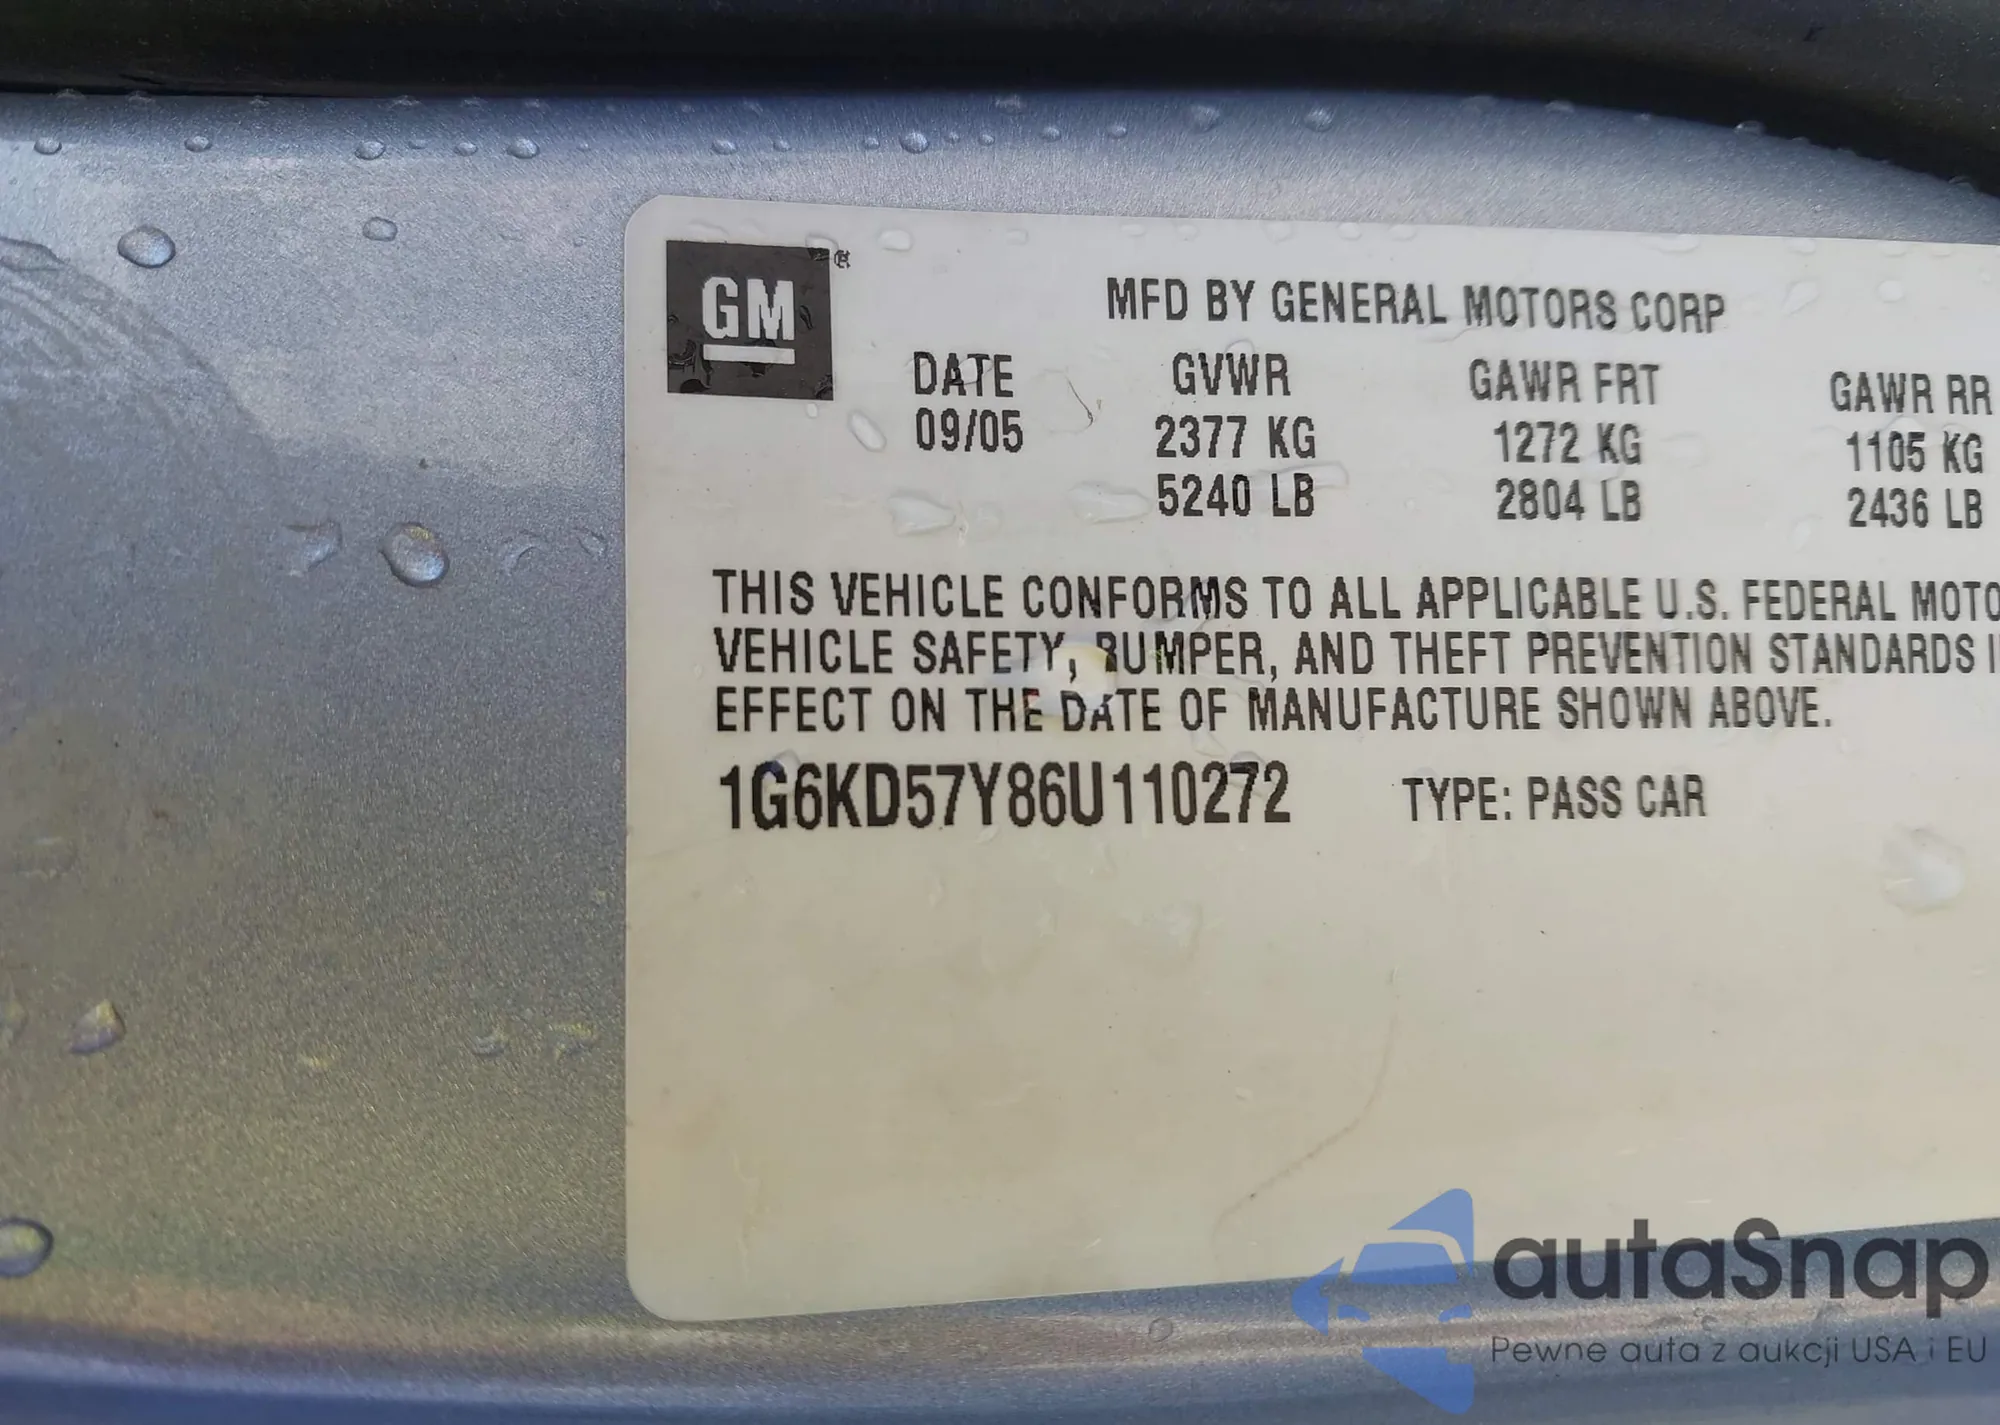 GM®
MFD BY GENERAL MOTORS CORP
DATE GVWR GAWR FRT GAWR RR
09/05 2377 KG 1272 KG 1105 KG
5240 LB 2804 LB 2436 LB
THIS VEHICLE CONFORMS TO ALL APPLICABLE U.S. FEDERAL MOTO
VEHICLE SAFETY, BUMPER, AND THEFT PREVENTION STANDARDS I
EFFECT ON THE DATE OF MANUFACTURE SHOWN ABOVE.
1G6KD57Y86U110272 TYPE: PASS CAR
autaSnap
Pewne auta z aukcji USA i EU